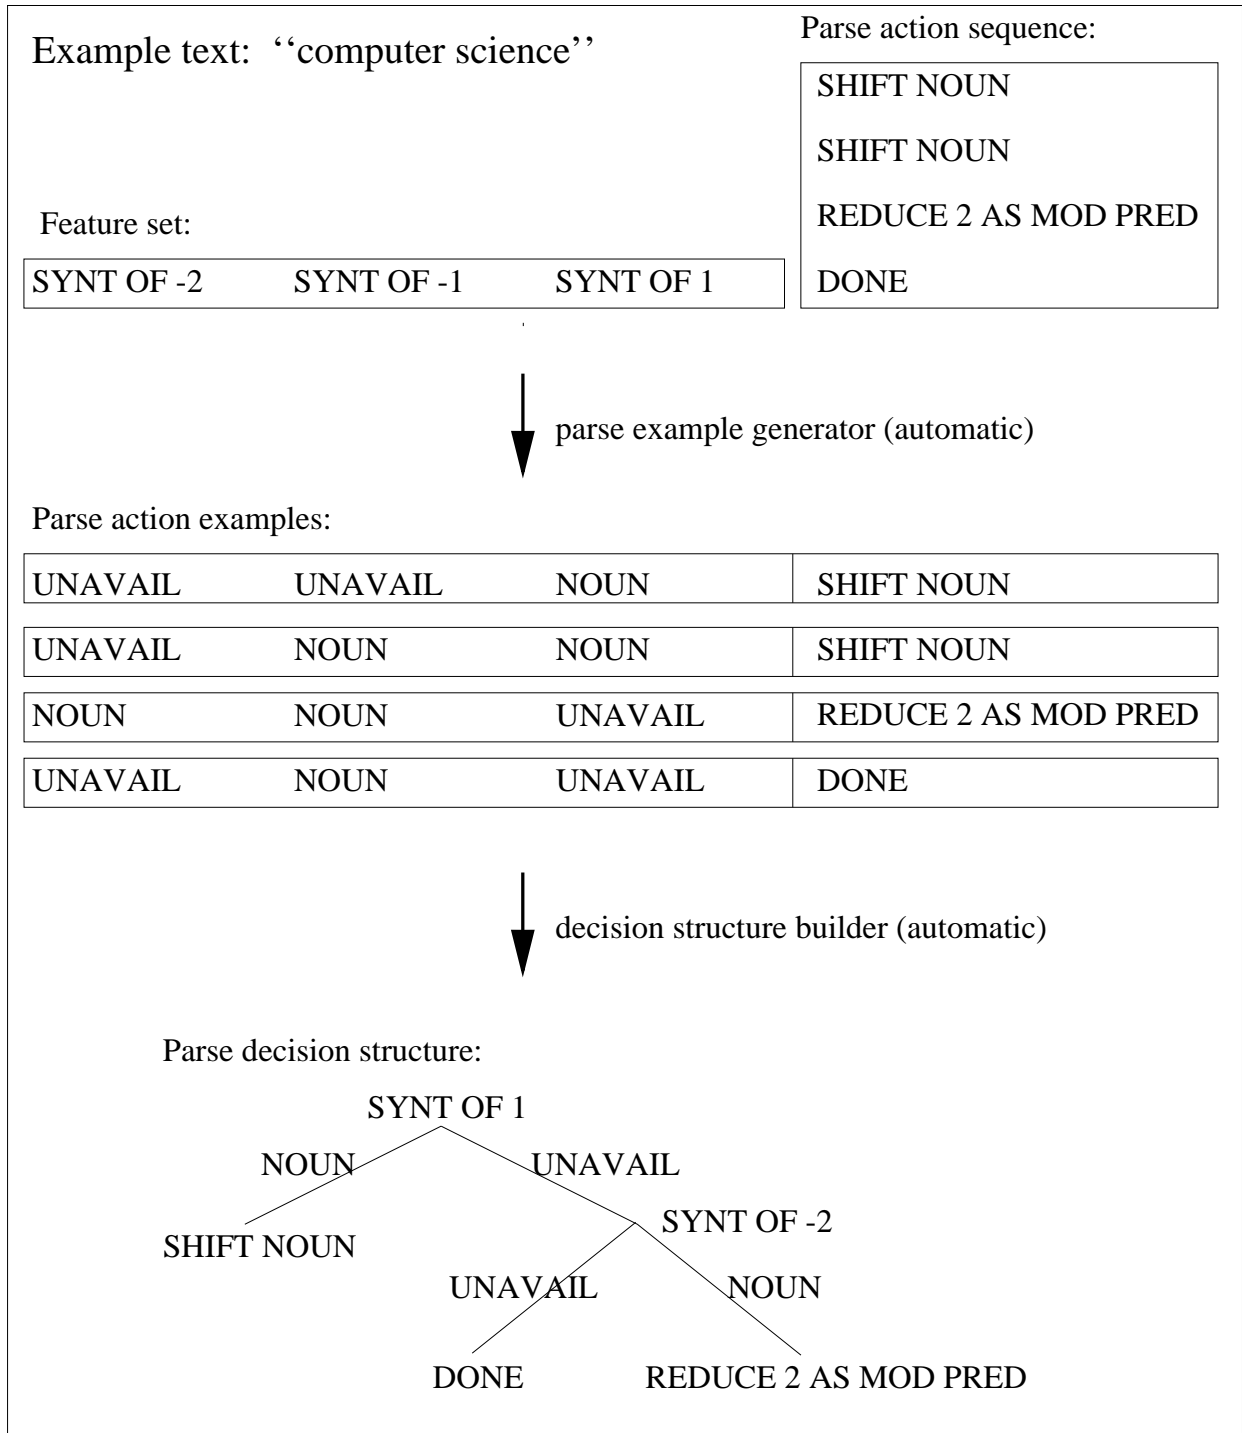 Example text: ‘‘computer science’’
Parse action sequence:
SHIFT NOUN
SHIFT NOUN
REDUCE 2 AS MOD PRED
DONE
Feature set:
SYNT OF -2 SYNT OF -1 SYNT OF 1
parse example generator (automatic)
Parse action examples:
UNAVAIL UNAVAIL NOUN SHIFT NOUN
UNAVAIL NOUN NOUN SHIFT NOUN
NOUN NOUN UNAVAIL REDUCE 2 AS MOD PRED
UNAVAIL NOUN UNAVAIL DONE
decision structure builder (automatic)
Parse decision structure:
SYNT OF 1
NOUN UNAVAIL
SYNT OF -2
SHIFT NOUN
UNAVAIL NOUN
DONE REDUCE 2 AS MOD PRED